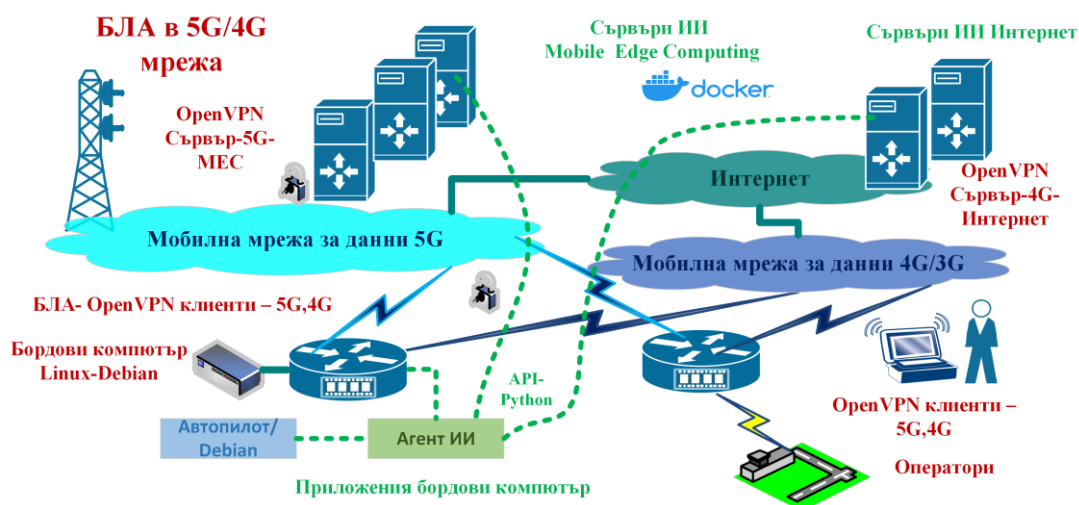 БЛА в 5G/4G
мрежа
Сървъри ИИ
Mobile Edge Computing
Сървъри ИИ Интернет
docker
OpenVPN
Сървър-5G-
MEC
Интернет
OpenVPN
Сървър-4G-
Интернет
Мобилна мрежа за данни 5G
Мобилна мрежа за данни 4G/3G
БЛА- OpenVPN клиенти – 5G,4G
Бордови компютър
Linux-Debian
API-
Python
Автопилот/
Debian
Агент ИИ
OpenVPN клиенти –
5G,4G
Оператори
Приложения бордови компютър